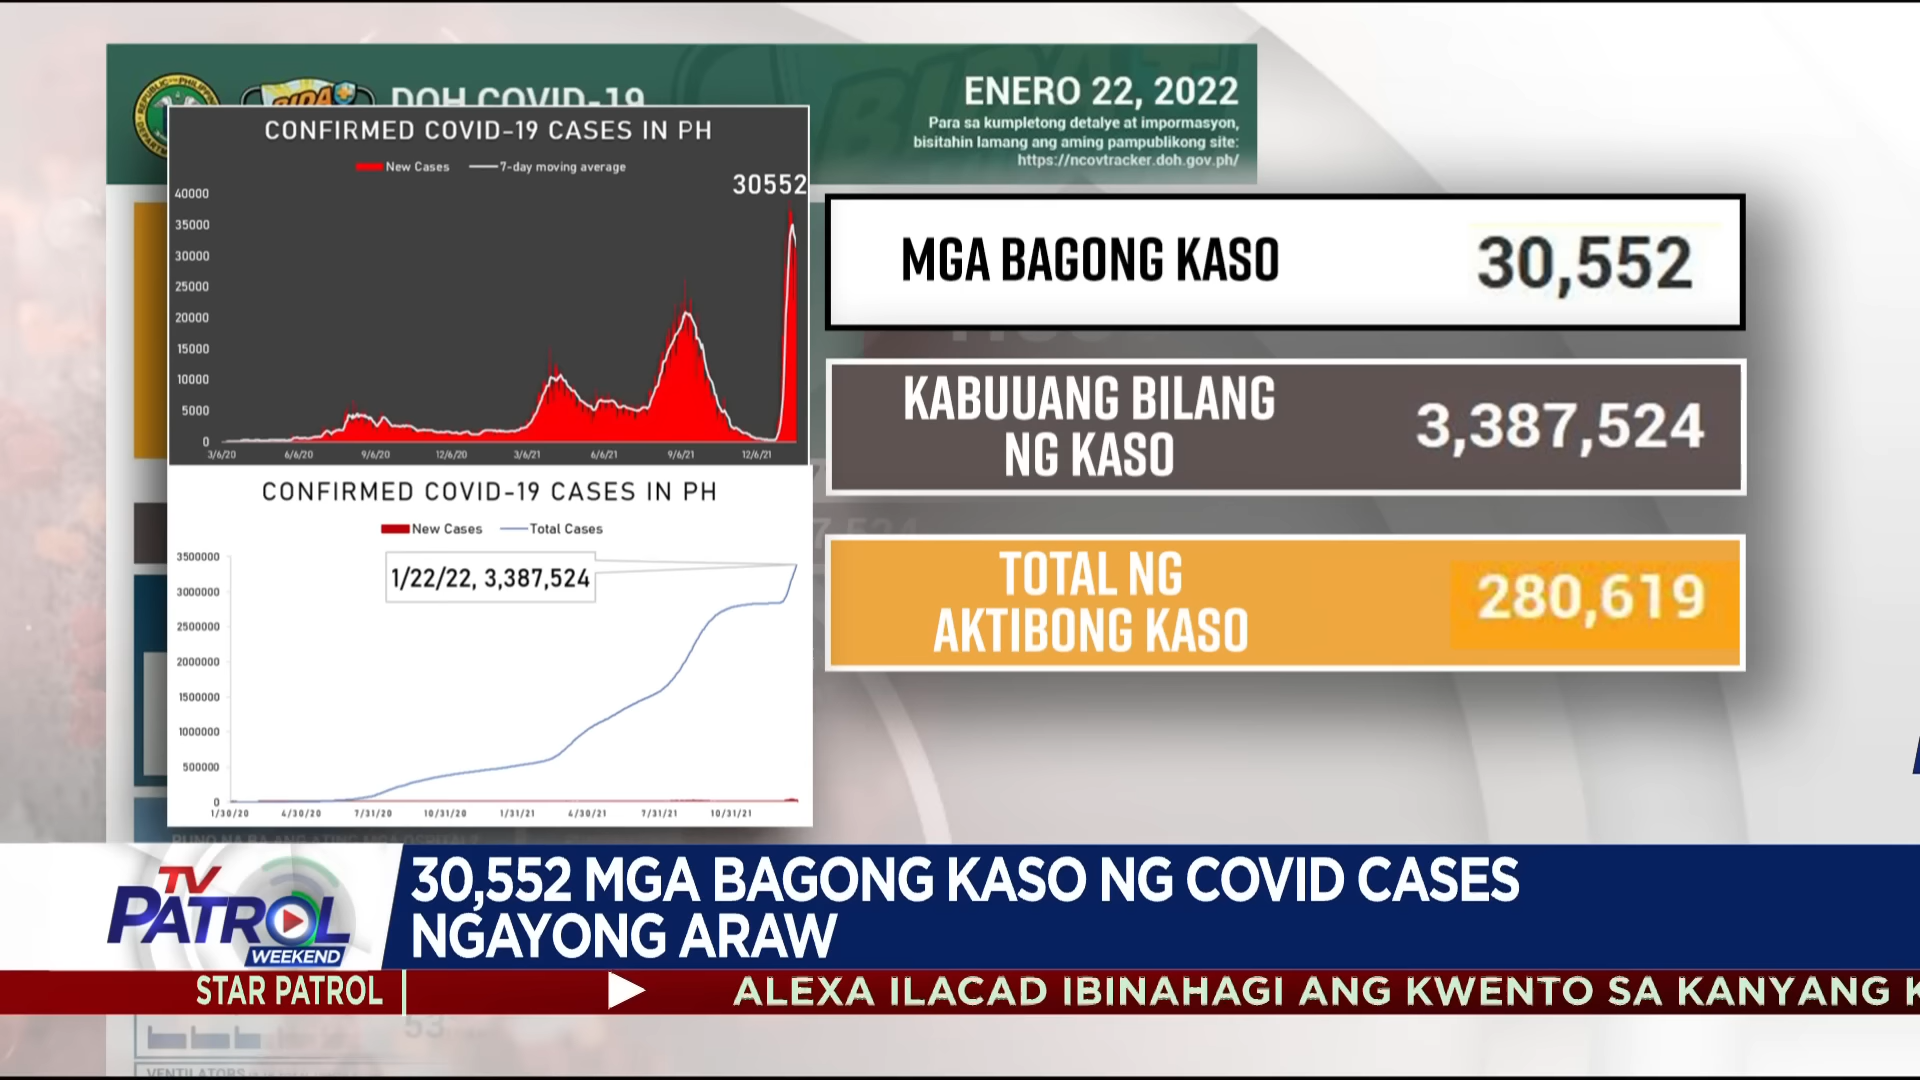 DOH COVID-19
ENERO 22, 2022
Para sa kumpletong detalye at impormasyon,
bisitahin lamang ang aming pampublikong site:
https://ncovtracker.doh.gov.ph/
CONFIRMED COVID-19 CASES IN PH
New Cases 7-day moving average
30552
40000
35000
30000
25000
20000
15000
10000
5000
0
3/6/20 6/6/20 9/6/20 12/6/20 3/6/21 6/6/21 9/6/21 12/6/21
CONFIRMED COVID-19 CASES IN PH
New Cases Total Cases
1/22/22, 3,387,524
3500000
3000000
2500000
2000000
1500000
1000000
500000
0
1/30/20 4/30/20 7/31/20 10/31/20 1/31/21 4/30/21 7/31/21 10/31/21
MGA BAGONG KASO 30,552
KABUUANG BILANG
NG KASO
3,387,524
TOTAL NG
AKTIBONG KASO
280,619
TV
PATROL
WEEKEND
30,552 MGA BAGONG KASO NG COVID CASES
NGAYONG ARAW
STAR PATROL ALEXA ILACAD IBINAHAGI ANG KWENTO SA KANYANG K
53
VENTILATORS